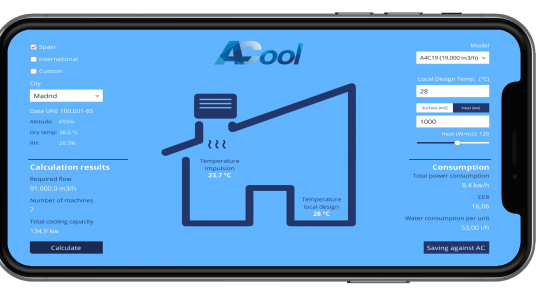 Spain
International
Custom
City
Madrid
Data UNE 100.001-85
Altitude: 655m
Dry temp: 36.5 °C
RH: 20.3%
Calculation results
Required flow
91.000,0 m3/h
Number of machines
7
Total cooling capacity
134,9 kw
Calculate
ACool
Temperature
impulsion
23.7 °C
Temperature
local design
28 °C
Model
A4C19 (19.000 m3/h)
Local Design Temp. (°C)
28
Surface (m2) Heat (kw)
1000
Heat (W/m2): 120
Consumption
Total power consumption
8,4 kw/h
EER
16,06
Water consumption per unit
53,00 l/h
Saving against AC